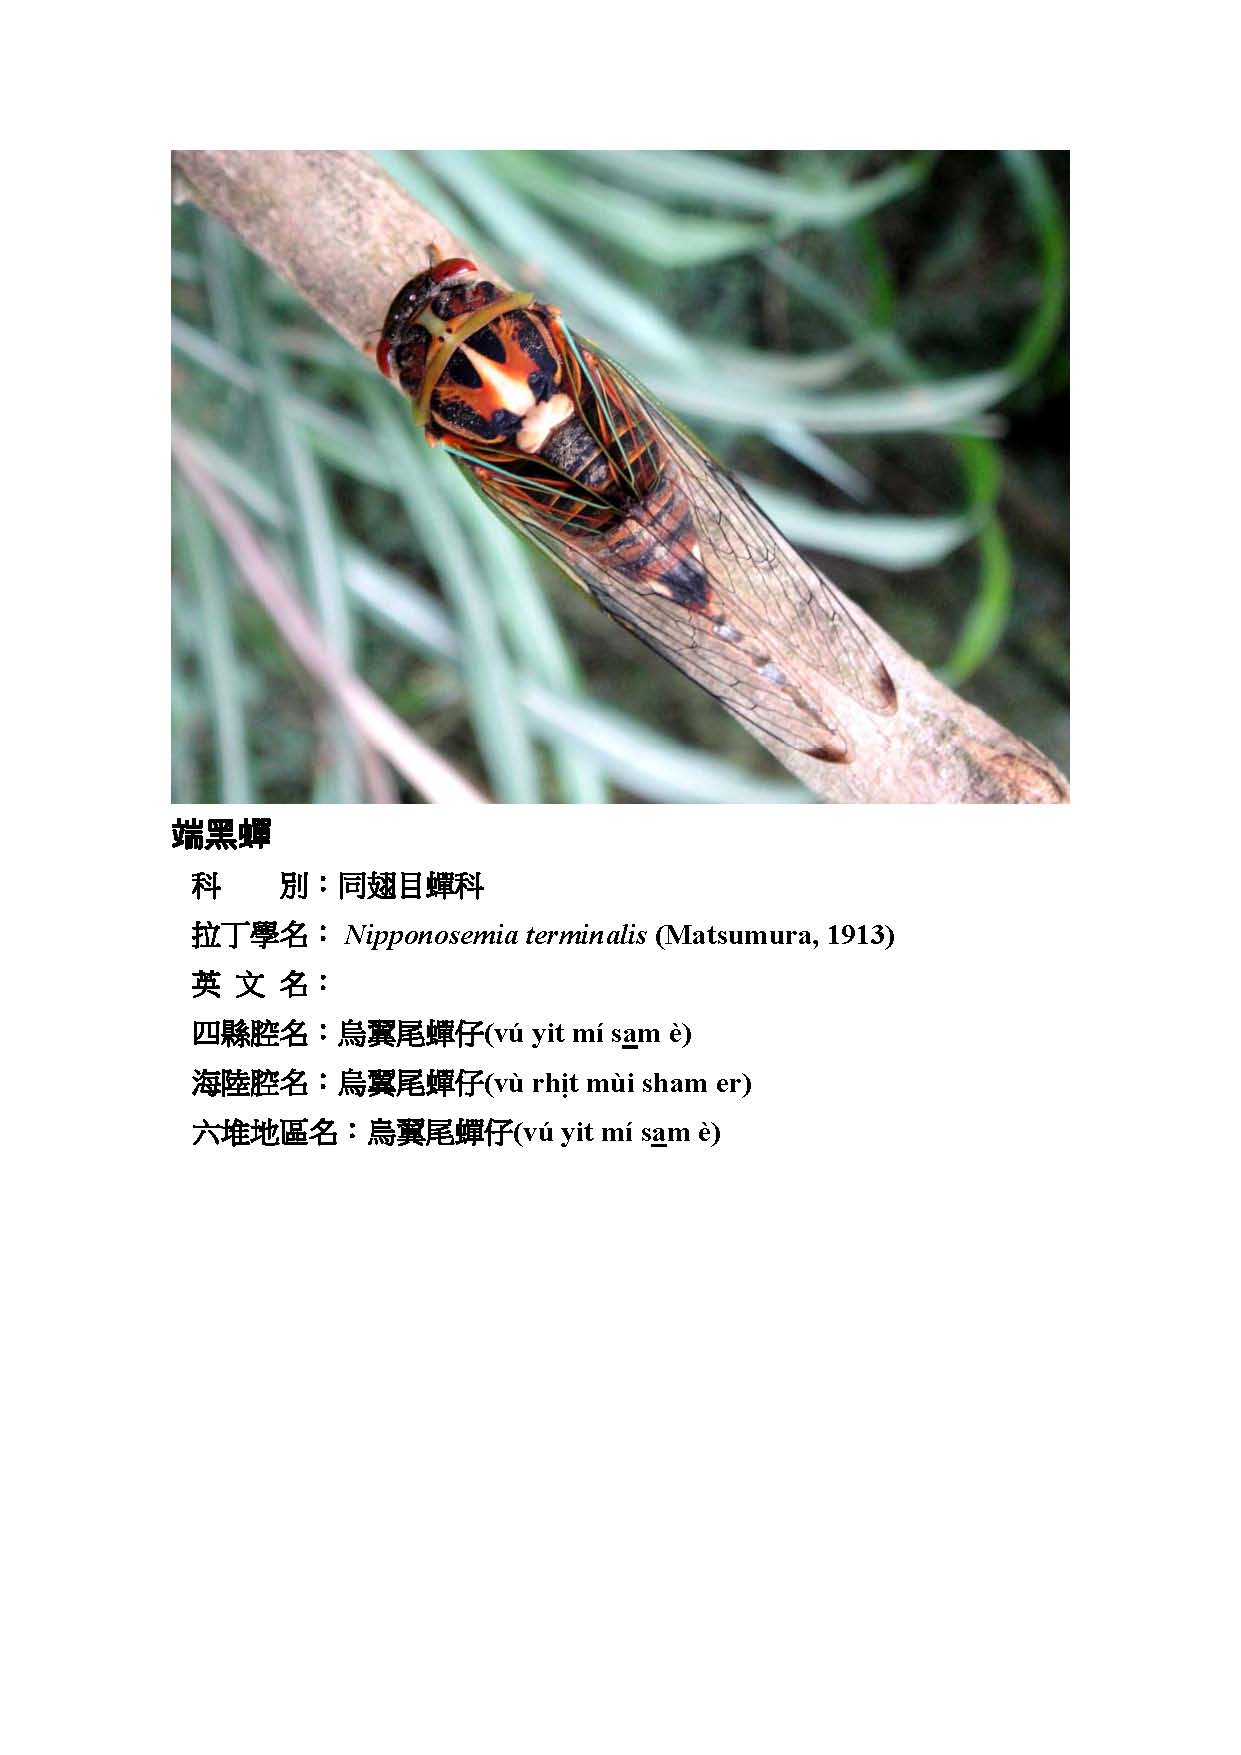 端黑蟬
科　　別：同翅目蟬科
拉丁學名： Nipponosemia terminalis (Matsumura, 1913)
英 文 名：
四縣腔名：烏翼尾蟬仔(vú yit mí sa̲m è)
海陸腔名：烏翼尾蟬仔(vù rhịt mùi sham er)
六堆地區名：烏翼尾蟬仔(vú yit mí sa̲m è)